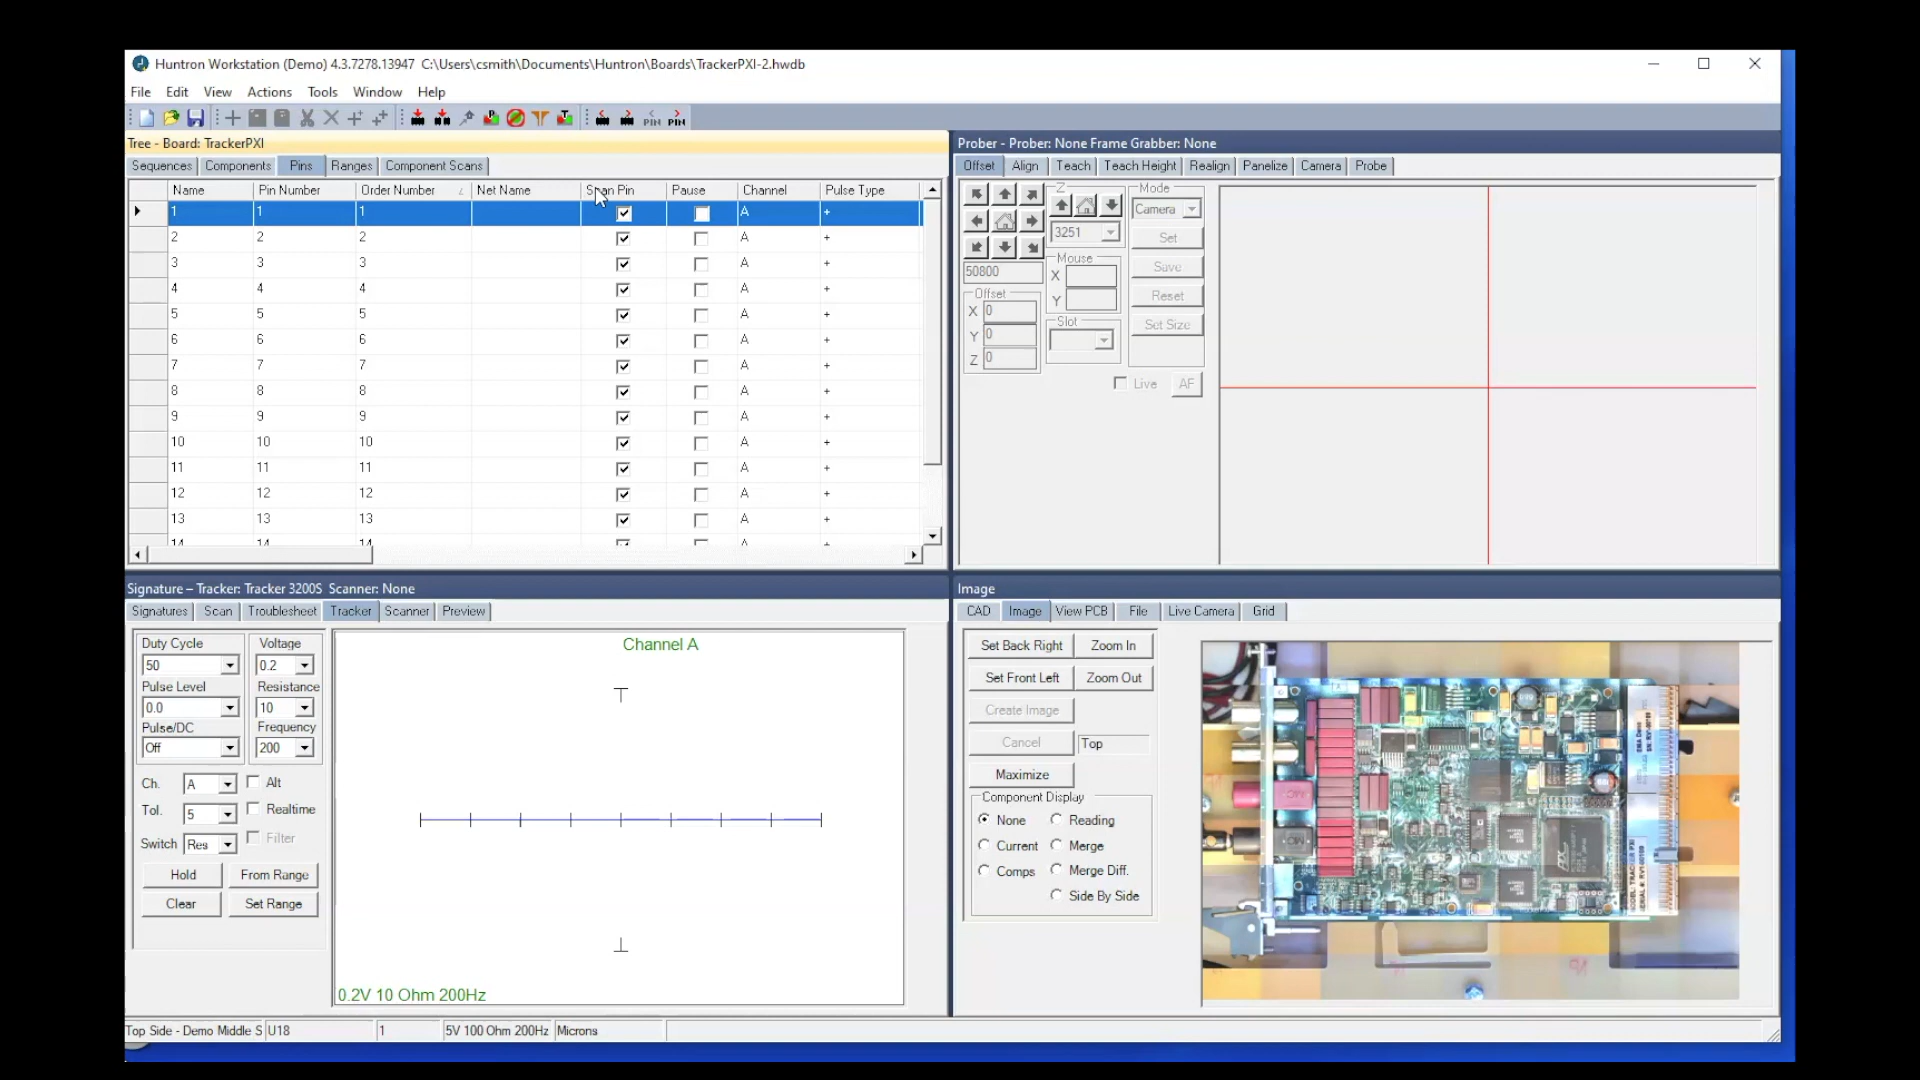 Huntron Workstation (Demo) 4.3.7278.13947 C:\Users\csmith\Documents\Huntron\Boards\TrackerPXI-2.hwdb
File Edit View Actions Tools Window Help
PIN PIN
Tree - Board: TrackerPXI
Sequences Components Pins Ranges Component Scans
Name Pin Number Order Number Net Name Scan Pin Pause Channel Pulse Type
1 1 1 A +
2 2 2 A +
3 3 3 A +
4 4 4 A +
5 5 5 A +
6 6 6 A +
7 7 7 A +
8 8 8 A +
9 9 9 A +
10 10 10 A +
11 11 11 A +
12 12 12 A +
13 13 13 A +
14 14 14 A
Prober - Prober: None Frame Grabber: None
Offset Align Teach Teach Height Realign Panelize Camera Probe
Z
3251
50800
Mouse
X
Y
Offset
X 0
Y 0
Z 0
Slot
Mode
Camera
Set
Save
Reset
Set Size
Live AF
Signature – Tracker: Tracker 3200S Scanner: None
Signatures Scan Troubleshoot Tracker Scanner Preview
Duty Cycle Voltage
50 0.2
Pulse Level Resistance
0.0 10
Pulse/DC Frequency
Off 200
Ch. A Alt
Tol. 5 Realtime
Switch Res Filter
Hold From Range
Clear Set Range
Channel A
0.2V 10 Ohm 200Hz
Image
CAD Image View PCB File Live Camera Grid
Set Back Right Zoom In
Set Front Left Zoom Out
Create Image
Cancel Top
Maximize
Component Display
None Reading
Current Merge
Comps Merge Diff.
Side By Side
Top Side - Demo Middle S U18 1 5V 100 Ohm 200Hz Microns